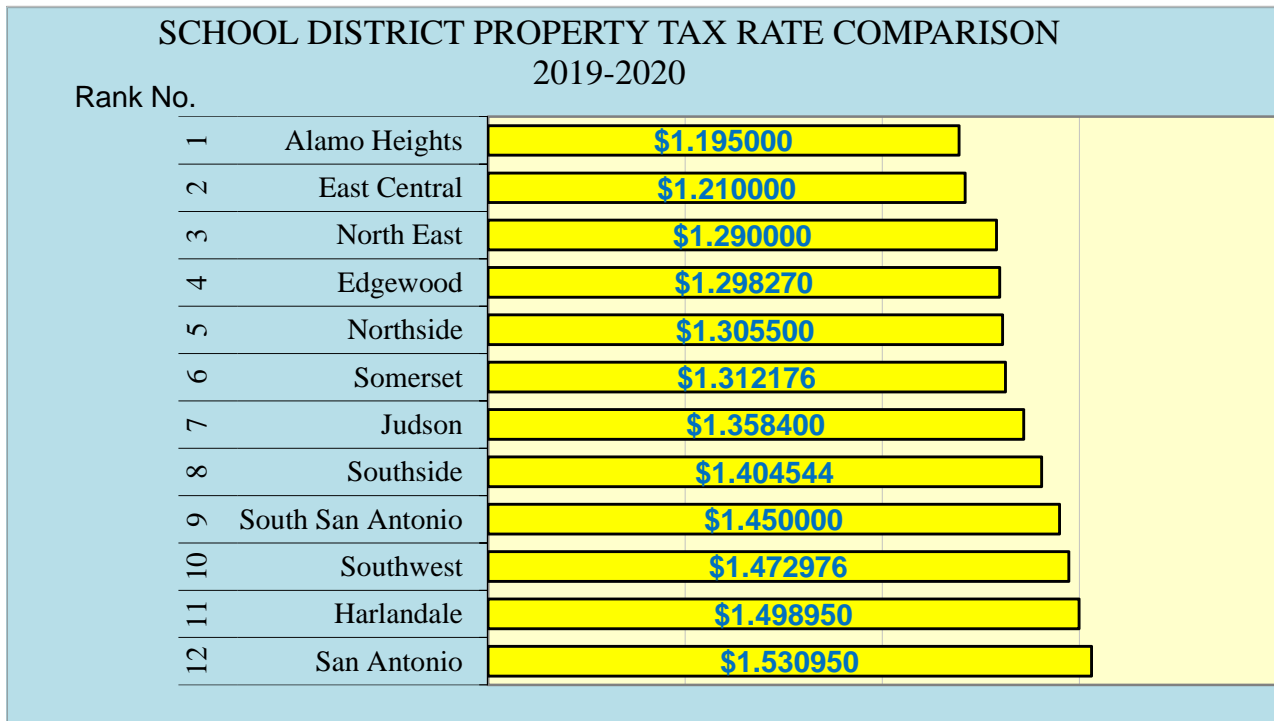 SCHOOL DISTRICT PROPERTY TAX RATE COMPARISON
2019-2020
Rank No.
1 Alamo Heights $1.195000
2 East Central $1.210000
3 North East $1.290000
4 Edgewood $1.298270
5 Northside $1.305500
6 Somerset $1.312176
7 Judson $1.358400
8 Southside $1.404544
9 South San Antonio $1.450000
10 Southwest $1.472976
11 Harlandale $1.498950
12 San Antonio $1.530950